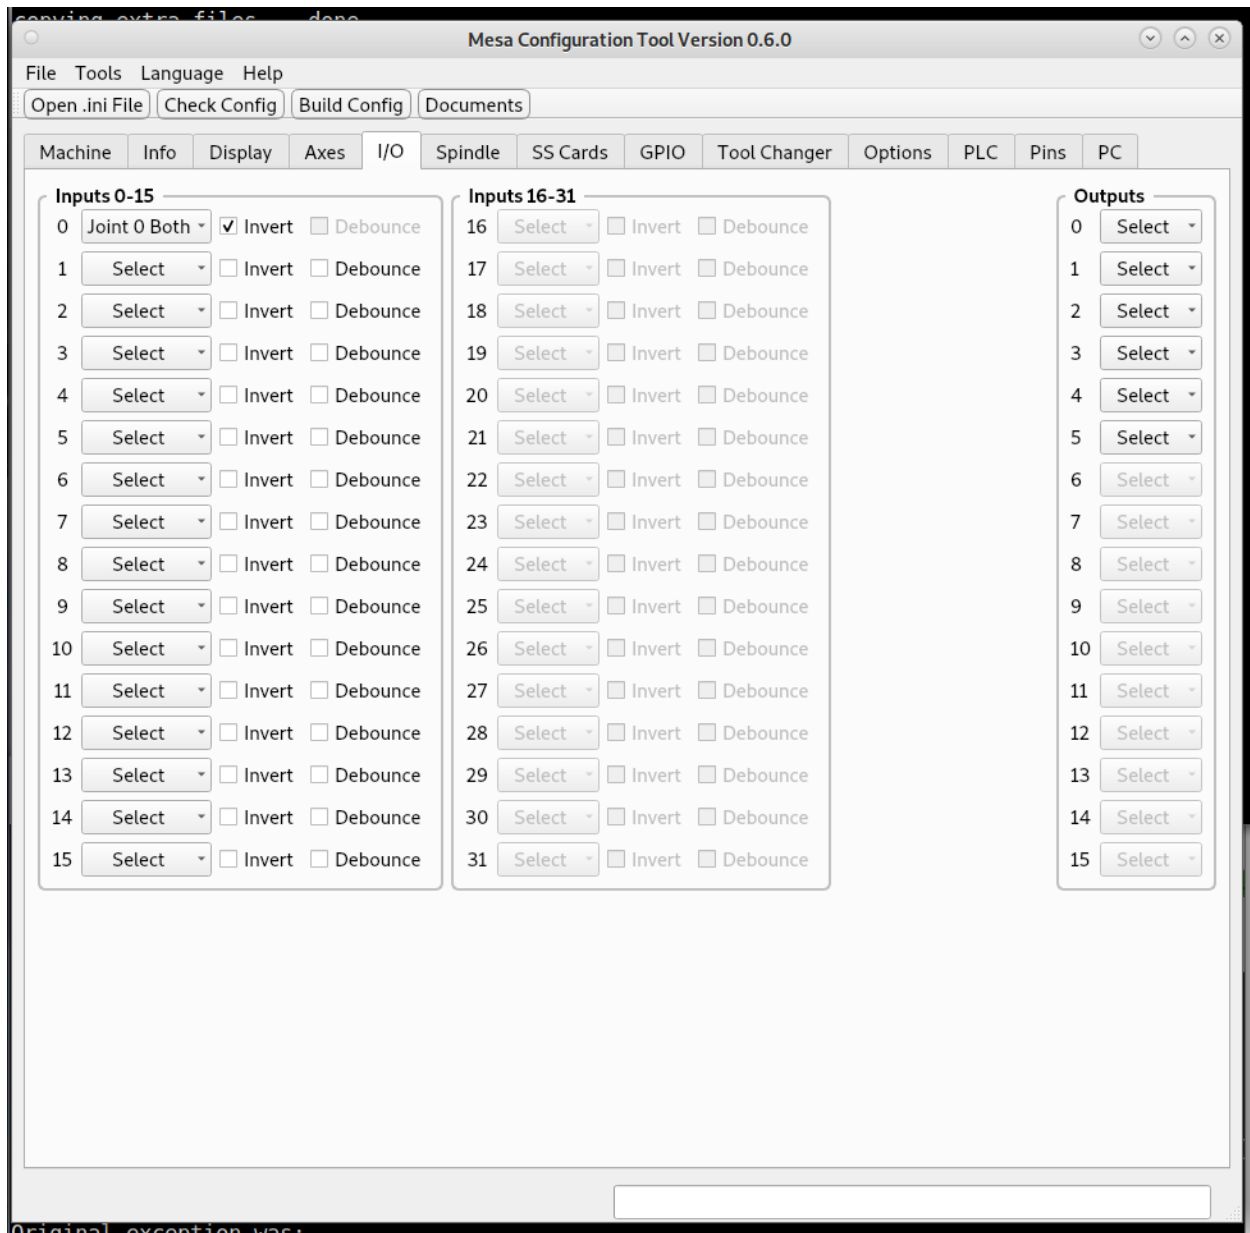 copying extra files... done
Mesa Configuration Tool Version 0.6.0
File Tools Language Help
Open .ini File Check Config Build Config Documents
Machine Info Display Axes I/O Spindle SS Cards GPIO Tool Changer Options PLC Pins PC
Inputs 0-15 Inputs 16-31 Outputs
0 Joint 0 Both Invert Debounce 16 Select Invert Debounce 0 Select
1 Select Invert Debounce 17 Select Invert Debounce 1 Select
2 Select Invert Debounce 18 Select Invert Debounce 2 Select
3 Select Invert Debounce 19 Select Invert Debounce 3 Select
4 Select Invert Debounce 20 Select Invert Debounce 4 Select
5 Select Invert Debounce 21 Select Invert Debounce 5 Select
6 Select Invert Debounce 22 Select Invert Debounce 6 Select
7 Select Invert Debounce 23 Select Invert Debounce 7 Select
8 Select Invert Debounce 24 Select Invert Debounce 8 Select
9 Select Invert Debounce 25 Select Invert Debounce 9 Select
10 Select Invert Debounce 26 Select Invert Debounce 10 Select
11 Select Invert Debounce 27 Select Invert Debounce 11 Select
12 Select Invert Debounce 28 Select Invert Debounce 12 Select
13 Select Invert Debounce 29 Select Invert Debounce 13 Select
14 Select Invert Debounce 30 Select Invert Debounce 14 Select
15 Select Invert Debounce 31 Select Invert Debounce 15 Select
Original exception was: